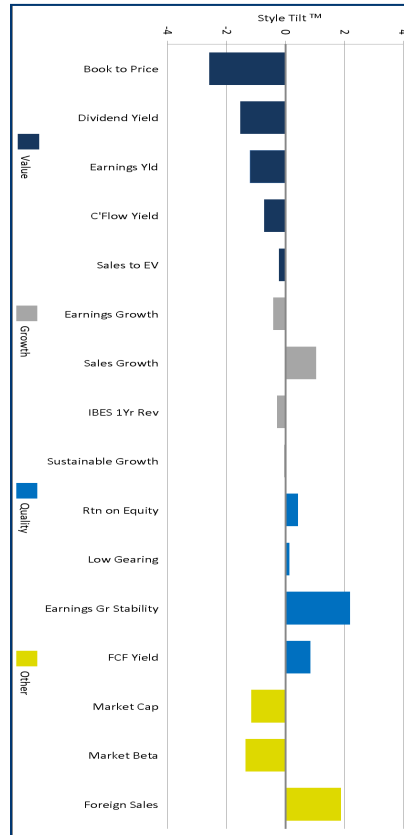 Style Tilt ™
-4
-2
0
2
4
Book to Price
Dividend Yield
Earnings Yld
C'Flow Yield
Sales to EV
Earnings Growth
Sales Growth
IBES 1Yr Rev
Sustainable Growth
Rtn on Equity
Low Gearing
Earnings Gr Stability
FCF Yield
Market Cap
Market Beta
Foreign Sales
Value
Growth
Quality
Other